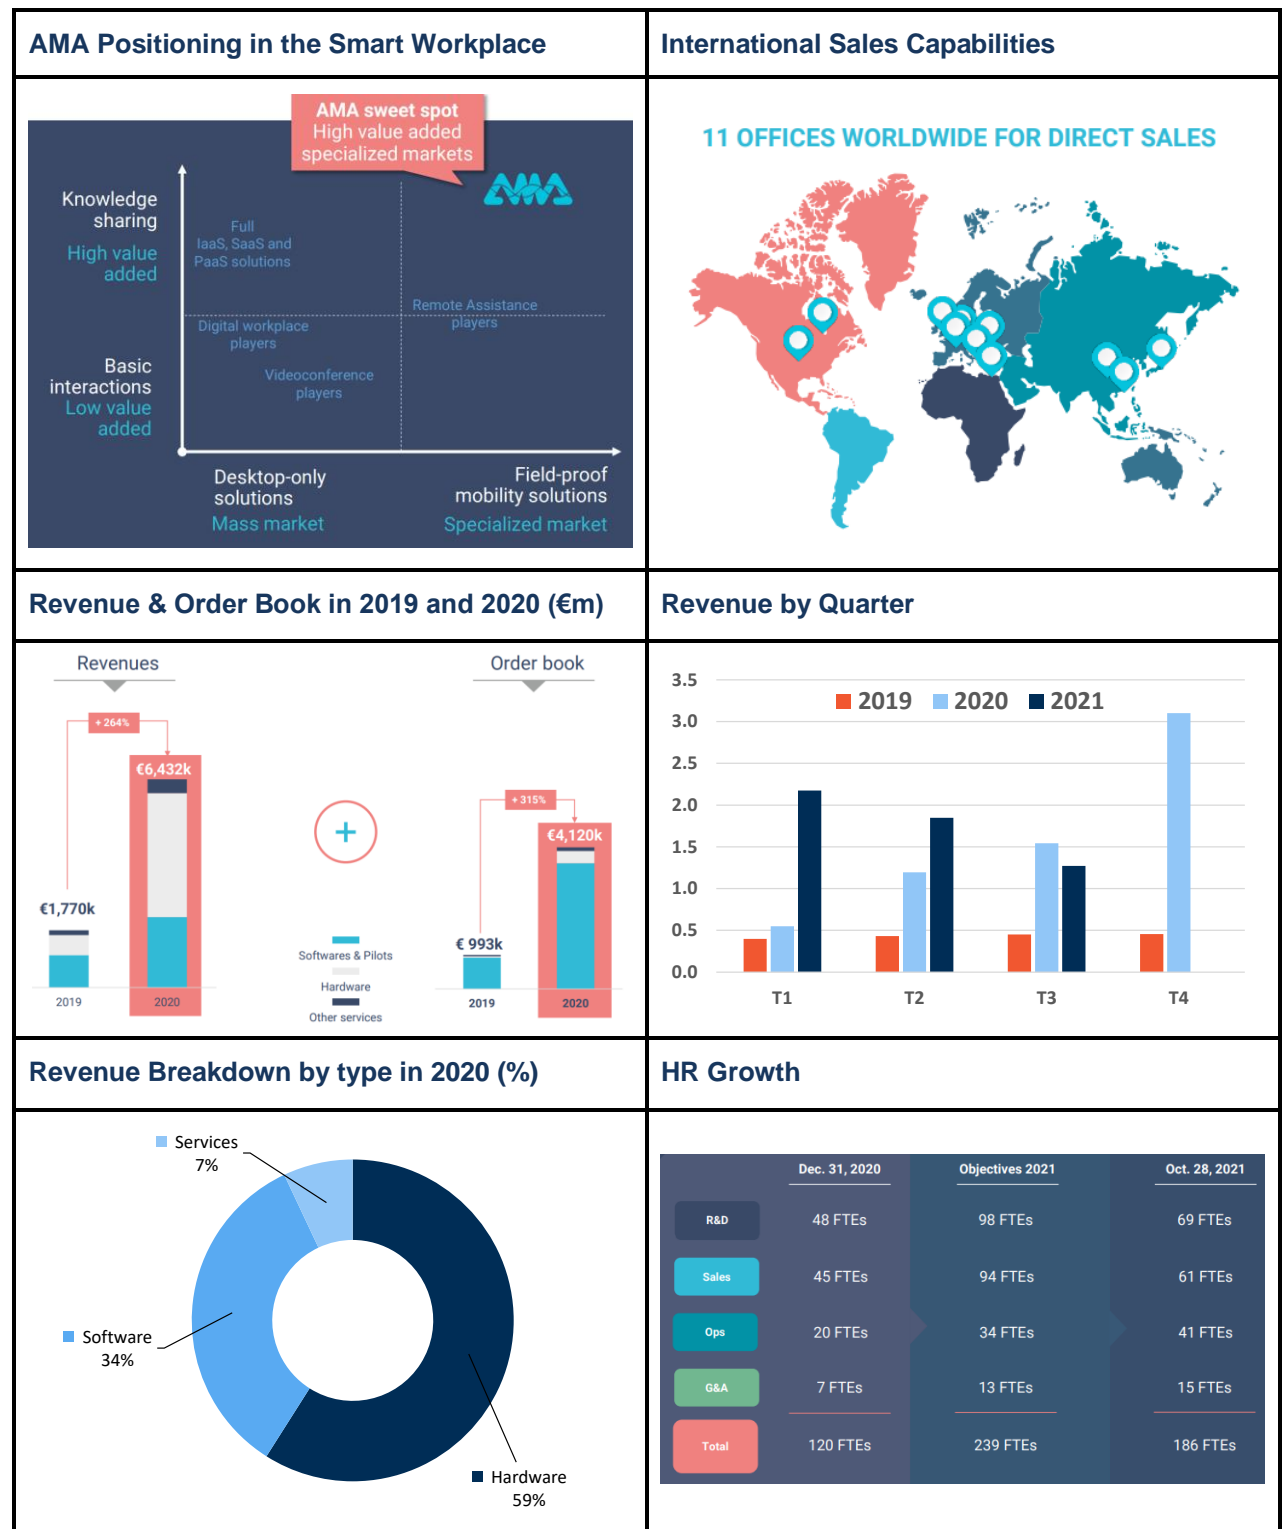 AMA Positioning in the Smart Workplace
International Sales Capabilities
AMA sweet spot
High value added
specialized markets
AMA
Knowledge
sharing
High value
added
Full
IaaS, SaaS and
PaaS solutions
Remote Assistance
players
Digital workplace
players
Videoconference
players
Basic
interactions
Low value
added
Desktop-only
solutions
Mass market
Field-proof
mobility solutions
Specialized market
11 OFFICES WORLDWIDE FOR DIRECT SALES
Revenue & Order Book in 2019 and 2020 (€m)
Revenue by Quarter
Revenues
Order book
+ 264%
€6,432k
€1,770k
2019
2020
+
Softwares & Pilots
Hardware
Other services
+ 315%
€4,120k
€ 993k
2019
2020
3.5
3.0
2.5
2.0
1.5
1.0
0.5
0.0
2019 2020 2021
T1 T2 T3 T4
Revenue Breakdown by type in 2020 (%)
HR Growth
Services
7%
Software
34%
Hardware
59%
Dec. 31, 2020 Objectives 2021 Oct. 28, 2021
R&D 48 FTEs 98 FTEs 69 FTEs
Sales 45 FTEs 94 FTEs 61 FTEs
Ops 20 FTEs 34 FTEs 41 FTEs
G&A 7 FTEs 13 FTEs 15 FTEs
Total 120 FTEs 239 FTEs 186 FTEs